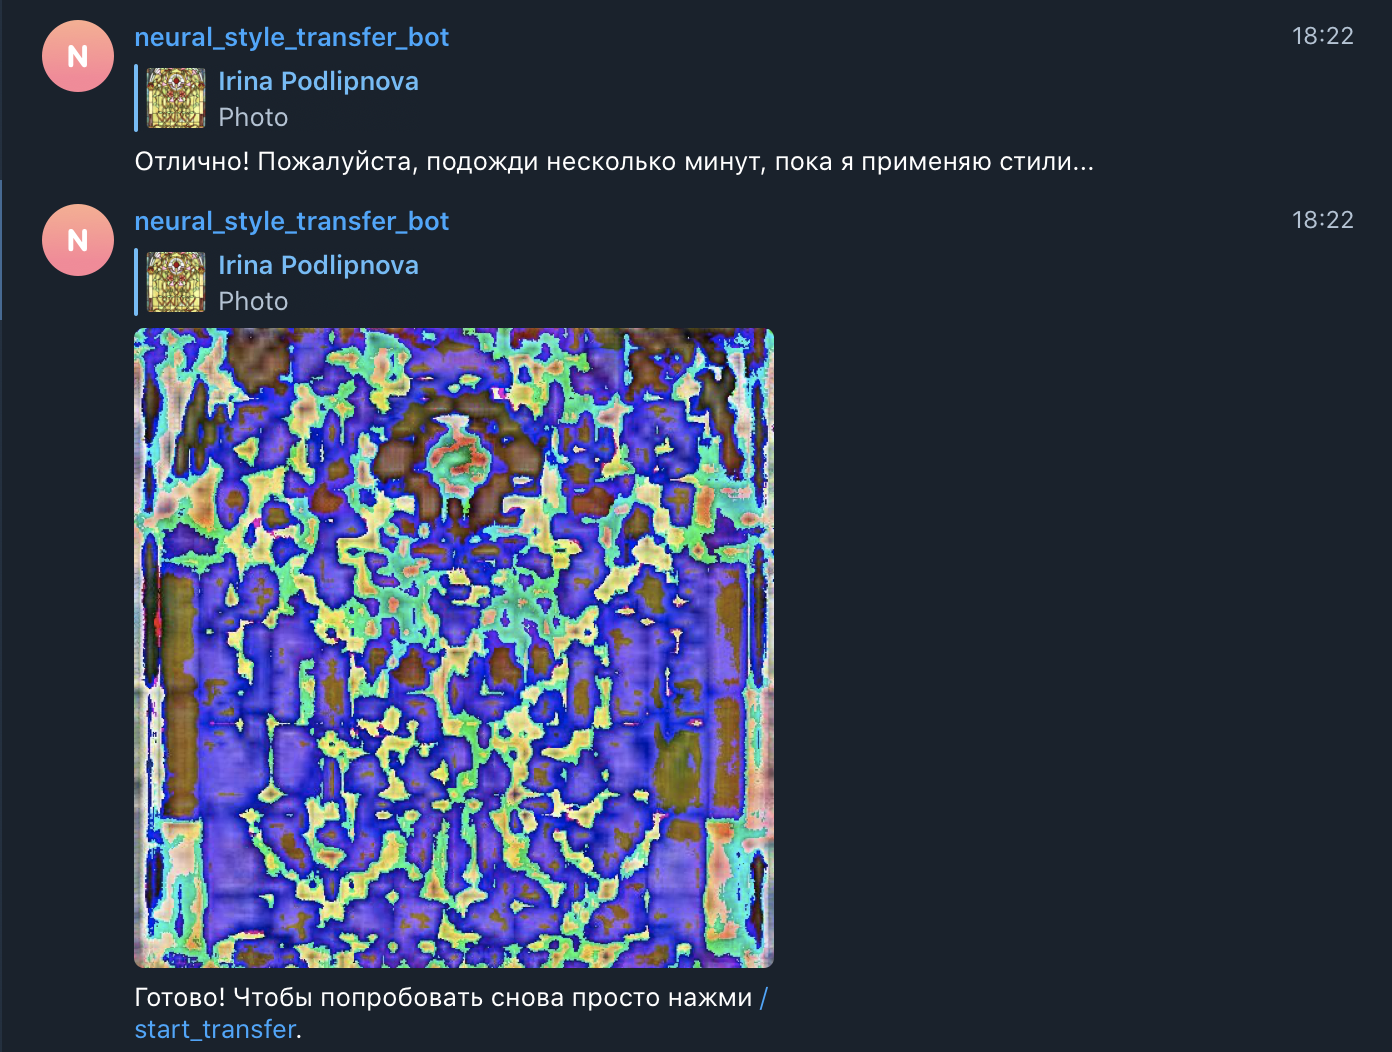 N
neural_style_transfer_bot
18:22
Irina Podlipnova
Photo
Отлично! Пожалуйста, подожди несколько минут, пока я применяю стили...
N
neural_style_transfer_bot
18:22
Irina Podlipnova
Photo
Готово! Чтобы попробовать снова просто нажми /
start_transfer.